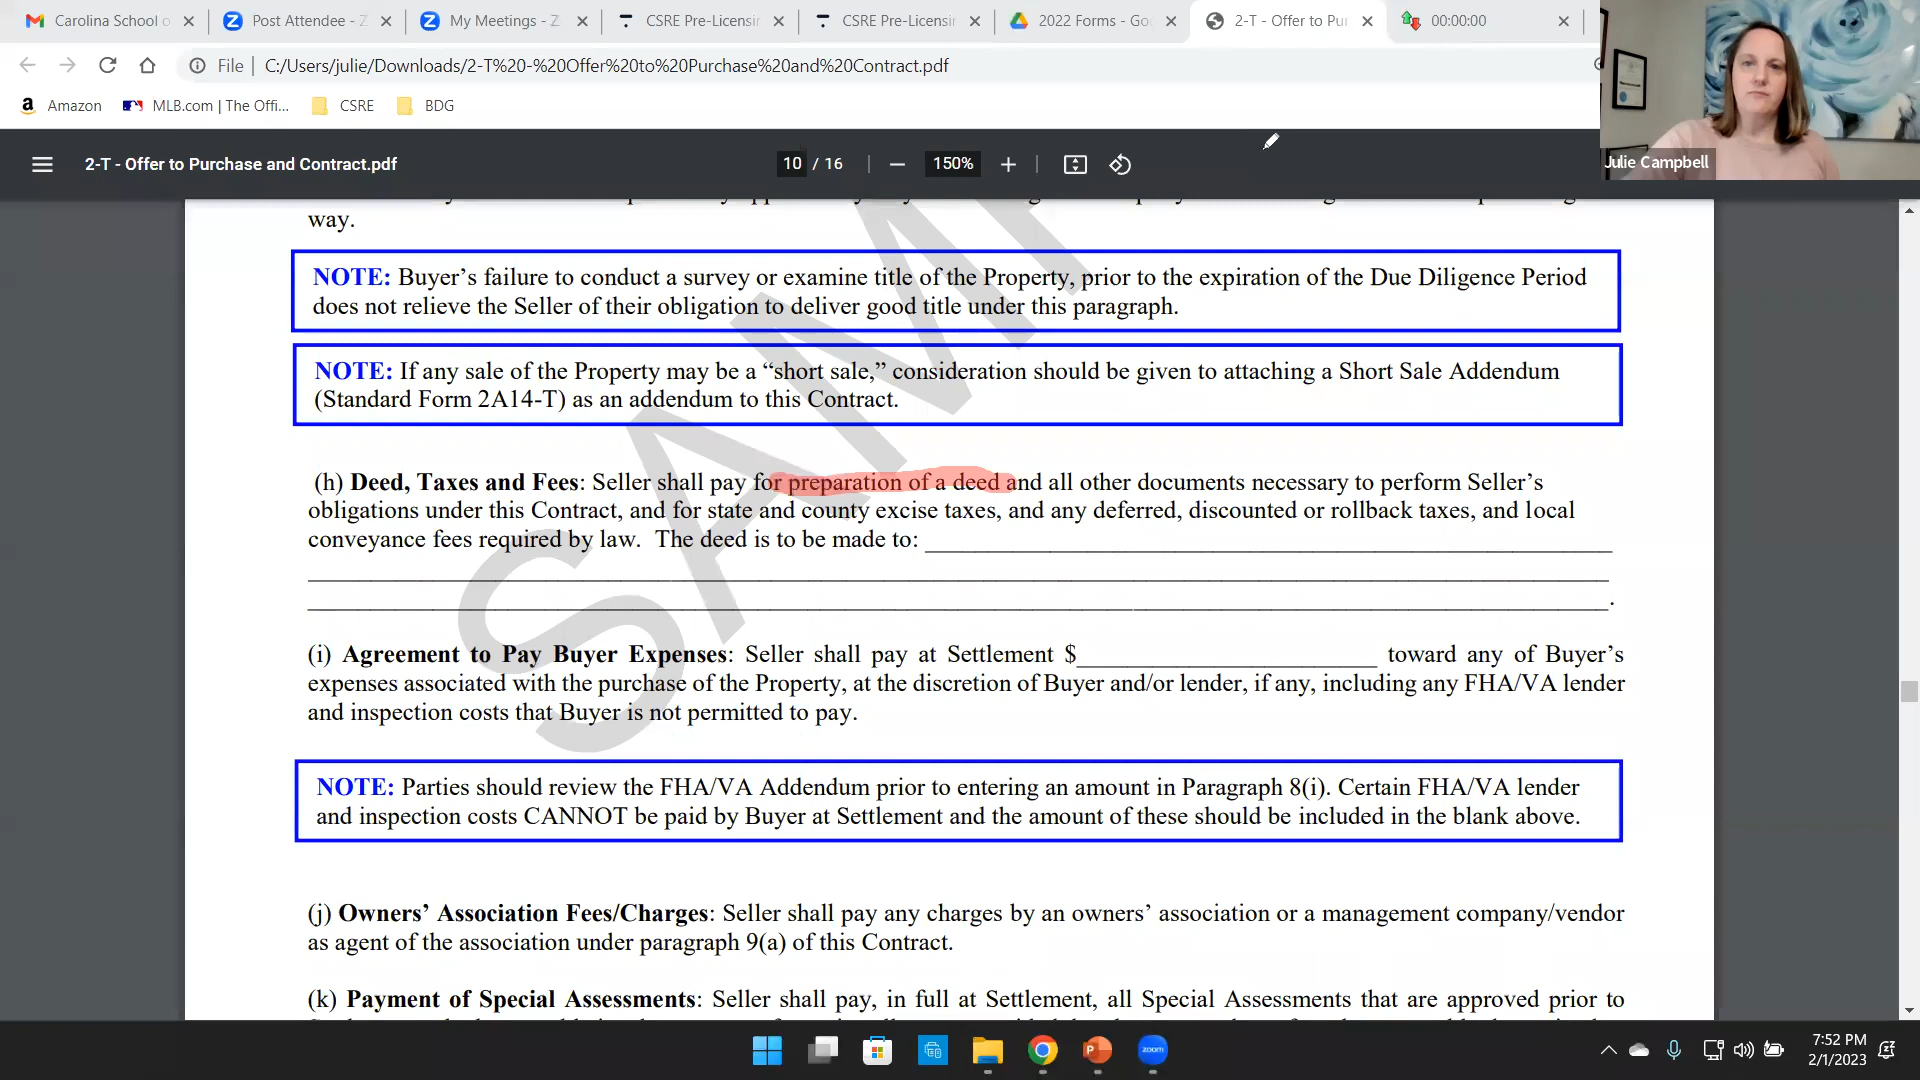 Carolina School o
Post Attendee - Z
My Meetings - Z
CSRE Pre-Licensin
CSRE Pre-Licensin
2022 Forms - Goo
2-T - Offer to Pur
00:00:00
File
C:/Users/julie/Downloads/2-T%20-%20Offer%20to%20Purchase%20and%20Contract.pdf
Amazon
MLB.com | The Offi...
CSRE
BDG
2-T - Offer to Purchase and Contract.pdf
10 / 16
150%
Julie Campbell
way.
NOTE: Buyer's failure to conduct a survey or examine title of the Property, prior to the expiration of the Due Diligence Period
does not relieve the Seller of their obligation to deliver good title under this paragraph.
NOTE: If any sale of the Property may be a “short sale,” consideration should be given to attaching a Short Sale Addendum
(Standard Form 2A14-T) as an addendum to this Contract.
(h) Deed, Taxes and Fees: Seller shall pay for preparation of a deed and all other documents necessary to perform Seller's
obligations under this Contract, and for state and county excise taxes, and any deferred, discounted or rollback taxes, and local
conveyance fees required by law. The deed is to be made to: ______
______
______.
(i) Agreement to Pay Buyer Expenses: Seller shall pay at Settlement $______ toward any of Buyer's
expenses associated with the purchase of the Property, at the discretion of Buyer and/or lender, if any, including any FHA/VA lender
and inspection costs that Buyer is not permitted to pay.
NOTE: Parties should review the FHA/VA Addendum prior to entering an amount in Paragraph 8(i). Certain FHA/VA lender
and inspection costs CANNOT be paid by Buyer at Settlement and the amount of these should be included in the blank above.
(j) Owners' Association Fees/Charges: Seller shall pay any charges by an owners' association or a management company/vendor
as agent of the association under paragraph 9(a) of this Contract.
(k) Payment of Special Assessments: Seller shall pay, in full at Settlement, all Special Assessments that are approved prior to
zoom
7:52 PM
2/1/2023